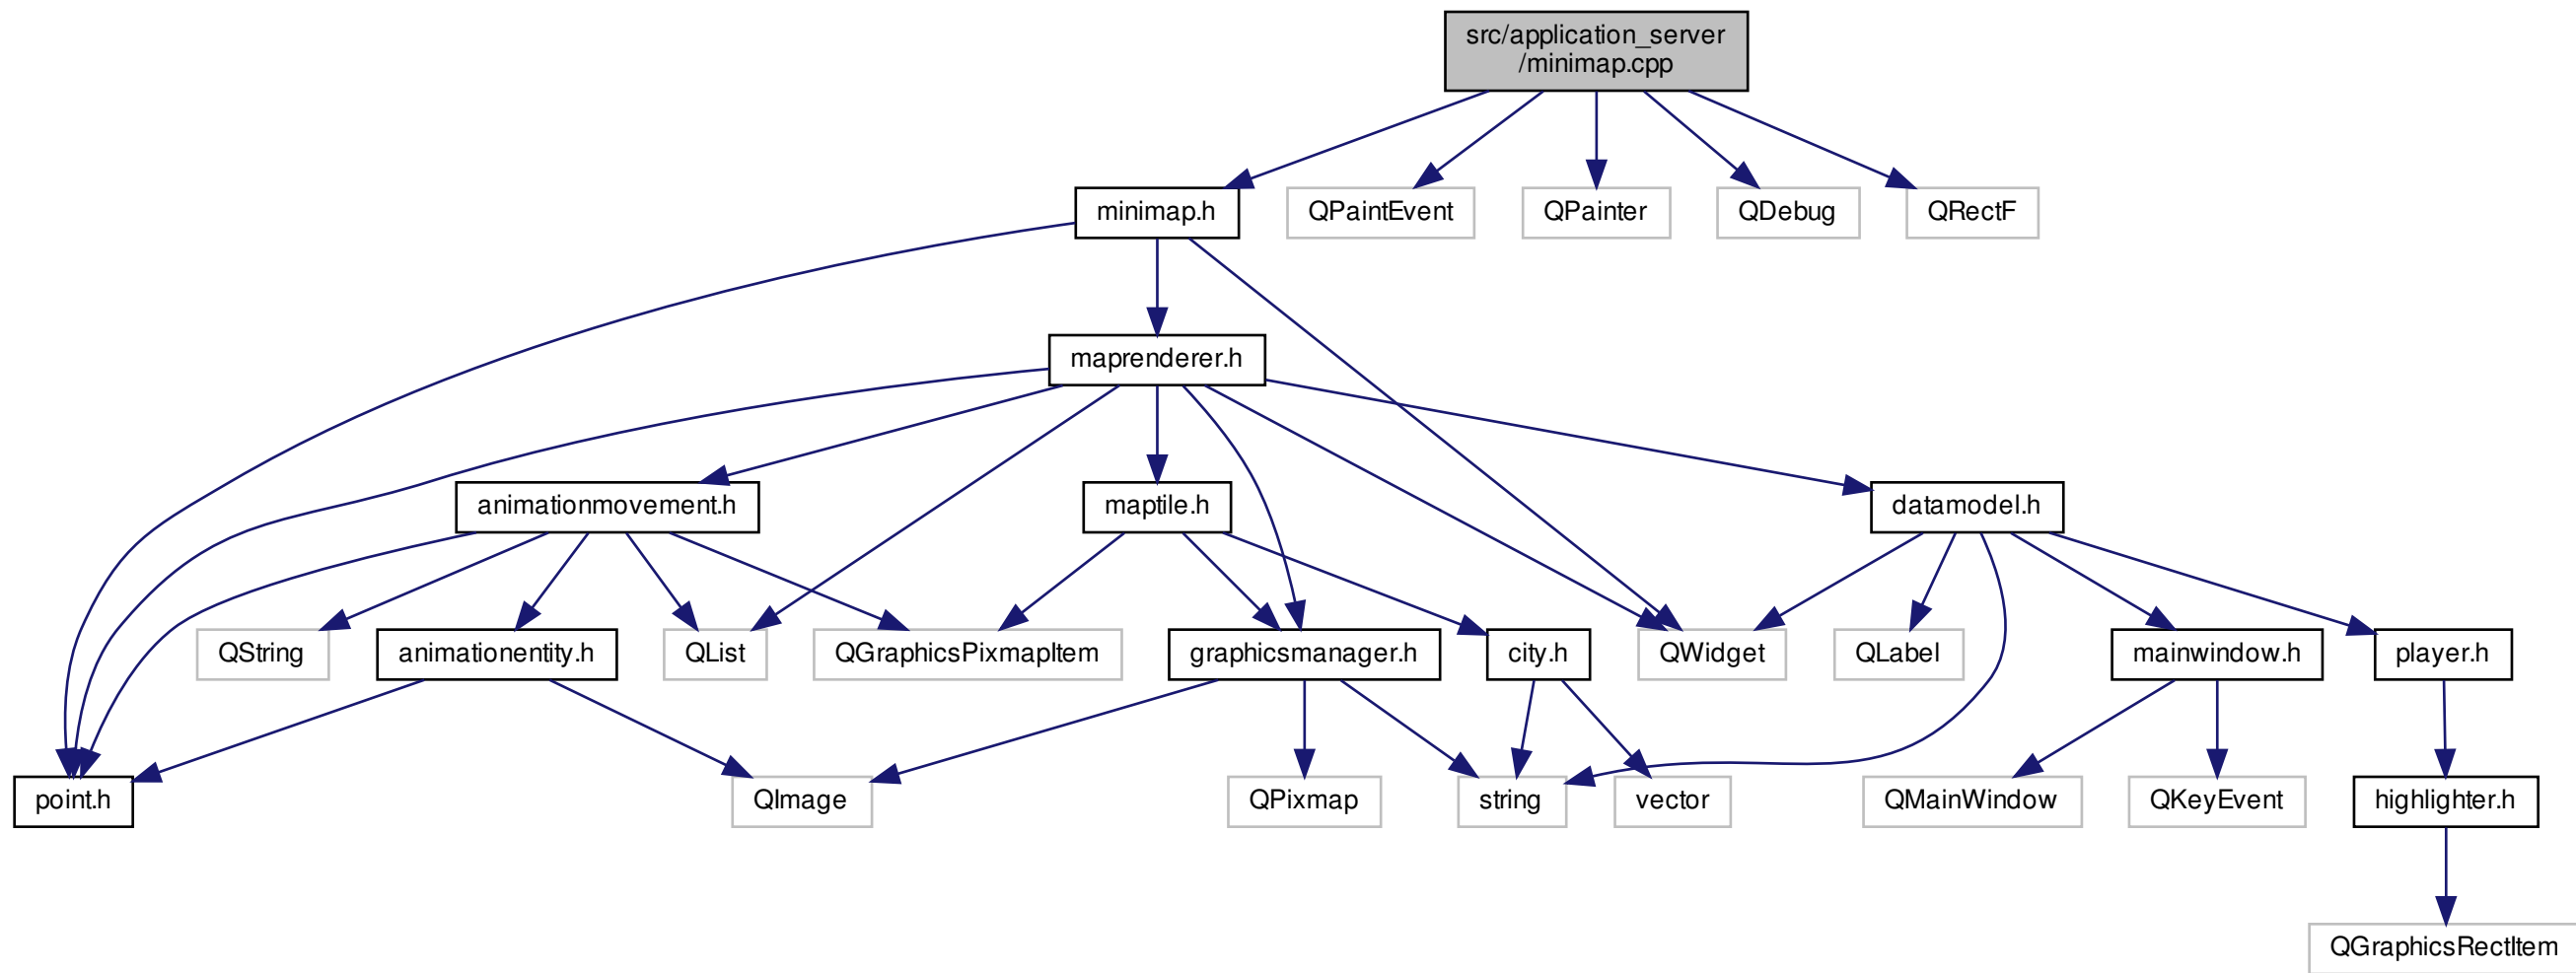 src/application_server
/minimap.cpp
minimap.h
QPaintEvent
QPainter
QDebug
QRectF
maprenderer.h
animationmovement.h
maptile.h
datamodel.h
QString
animationentity.h
QList
QGraphicsPixmapItem
graphicsmanager.h
city.h
QWidget
QLabel
mainwindow.h
player.h
point.h
QImage
QPixmap
string
vector
QMainWindow
QKeyEvent
highlighter.h
QGraphicsRectItem